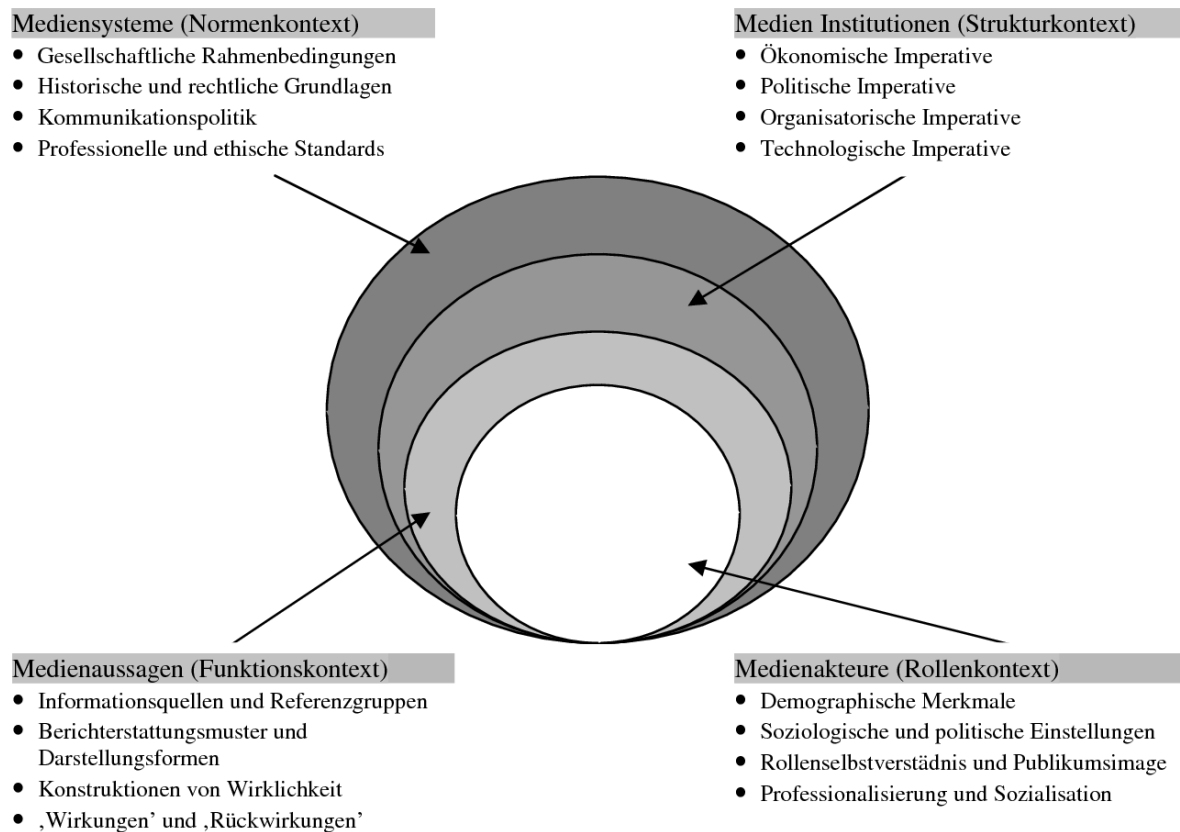 Mediensysteme (Normenkontext)
• Gesellschaftliche Rahmenbedingungen
• Historische und rechtliche Grundlagen
• Kommunikationspolitik
• Professionelle und ethische Standards
Medien Institutionen (Strukturkontext)
• Ökonomische Imperative
• Politische Imperative
• Organisatorische Imperative
• Technologische Imperative
Medienaussagen (Funktionskontext)
• Informationsquellen und Referenzgruppen
• Berichterstattungsmuster und
Darstellungsformen
• Konstruktionen von Wirklichkeit
• ‚Wirkungen’ und ‚Rückwirkungen’
Medienakteure (Rollenkontext)
• Demographische Merkmale
• Soziologische und politische Einstellungen
• Rollenselbstverstädnis und Publikumsimage
• Professionalisierung und Sozialisation